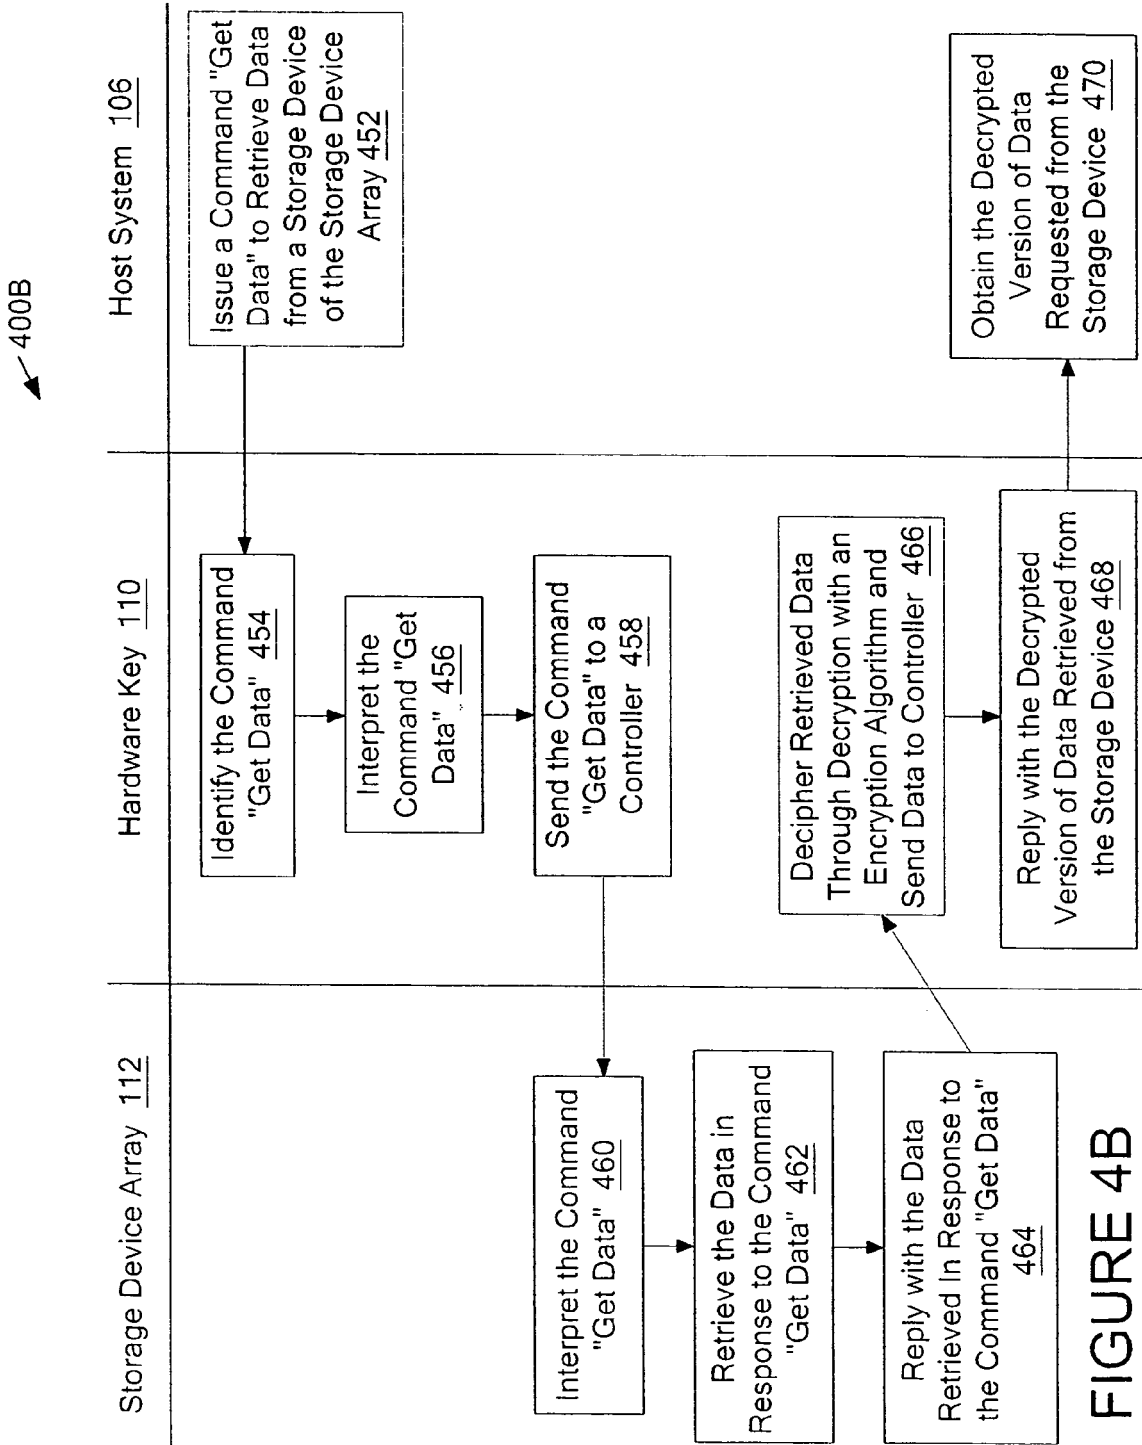 400B
Storage Device Array 112
Hardware Key 110
Host System 106
Issue a Command "Get
Data" to Retrieve Data
from a Storage Device
of the Storage Device
Array 452
Identify the Command
"Get Data" 454
Interpret the
Command "Get
Data" 456
Send the Command
"Get Data" to a
Controller 458
Interpret the Command
"Get Data" 460
Retrieve the Data in
Response to the Command
"Get Data" 462
Reply with the Data
Retrieved In Response to
the Command "Get Data"
464
Decipher Retrieved Data
Through Decryption with an
Encryption Algorithm and
Send Data to Controller 466
Reply with the Decrypted
Version of Data Retrieved from
the Storage Device 468
Obtain the Decrypted
Version of Data
Requested from the
Storage Device 470
FIGURE 4B